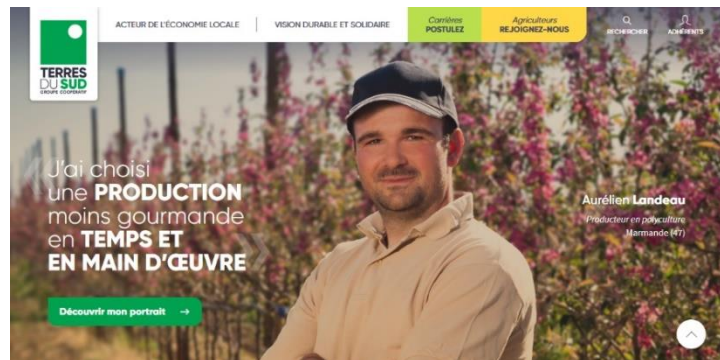 ACTEUR DE L'ÉCONOMIE LOCALE
VISION DURABLE ET SOLIDAIRE
Carrières
POSTULEZ
Agriculteurs
REJOIGNEZ-NOUS
RECHERCHER
ADHÉRENTS
TERRES
DU SUD
GROUPE COOPÉRATIF
J'ai choisi
une PRODUCTION
moins gourmande
en TEMPS ET
EN MAIN D'ŒUVRE
Découvrir mon portrait
Aurélien Landeau
Producteur en polyculture
Marmande (47)